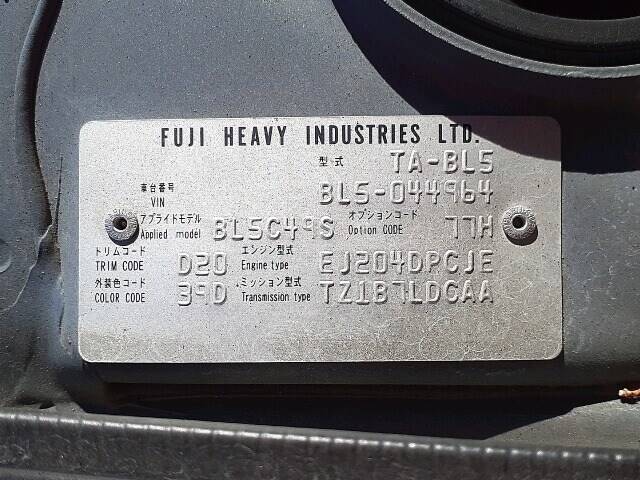 FUJI HEAVY INDUSTRIES LTD.
型式 TA-BL5
車台番号 VIN BL5-044964
アプライドモデル Applied model BL5C49S オプションコード Option CODE 77H
トリムコード TRIM CODE D20 エンジン型式 Engine type EJ204DPCJE
外装色コード COLOR CODE 39D ミッション型式 Transmission type TZ1B7LDGAA